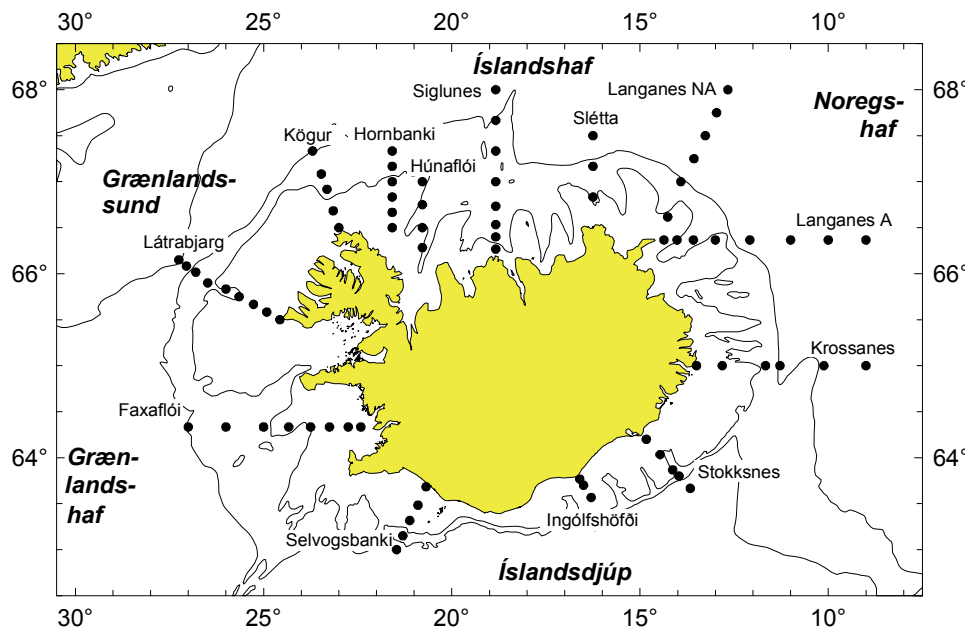 30° 25° 20° 15° 10°
Íslandshaf
68° Siglunes Langanes NA 68°
Slétta
Noregs-
haf
Kögur Hornbanki
Húnaflói
Grænlands-
sund
Langanes A
Látrabjarg
66° 66°
Krossanes
Faxaflói
64° 64°
Græn-
lands-
haf
Stokksnes
Ingólfshöfði
Selvogsbanki
Íslandsdjúp
30° 25° 20° 15° 10°